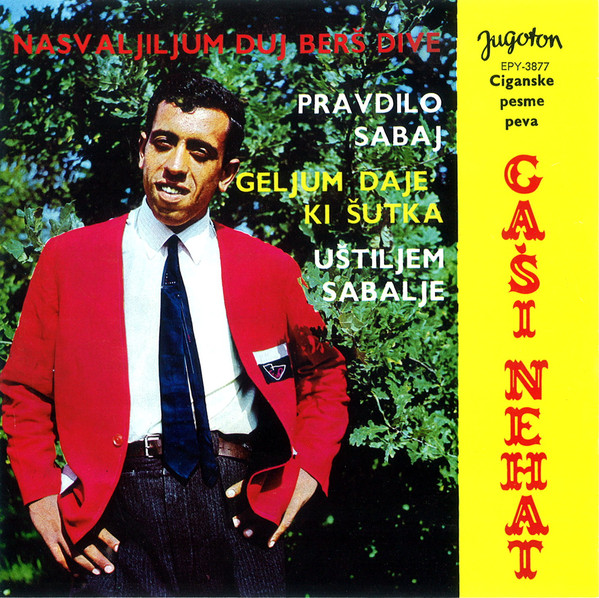 NASVALJILJUM DUJ BERŠ DIVE
PRAVDILO
SABAJ
GELJUM DAJE
KI ŠUTKA
UŠTILJEM
SABALJE
Jugoton
EPY-3877
Ciganske
pesme
peva
ĆAŠI NEHAT